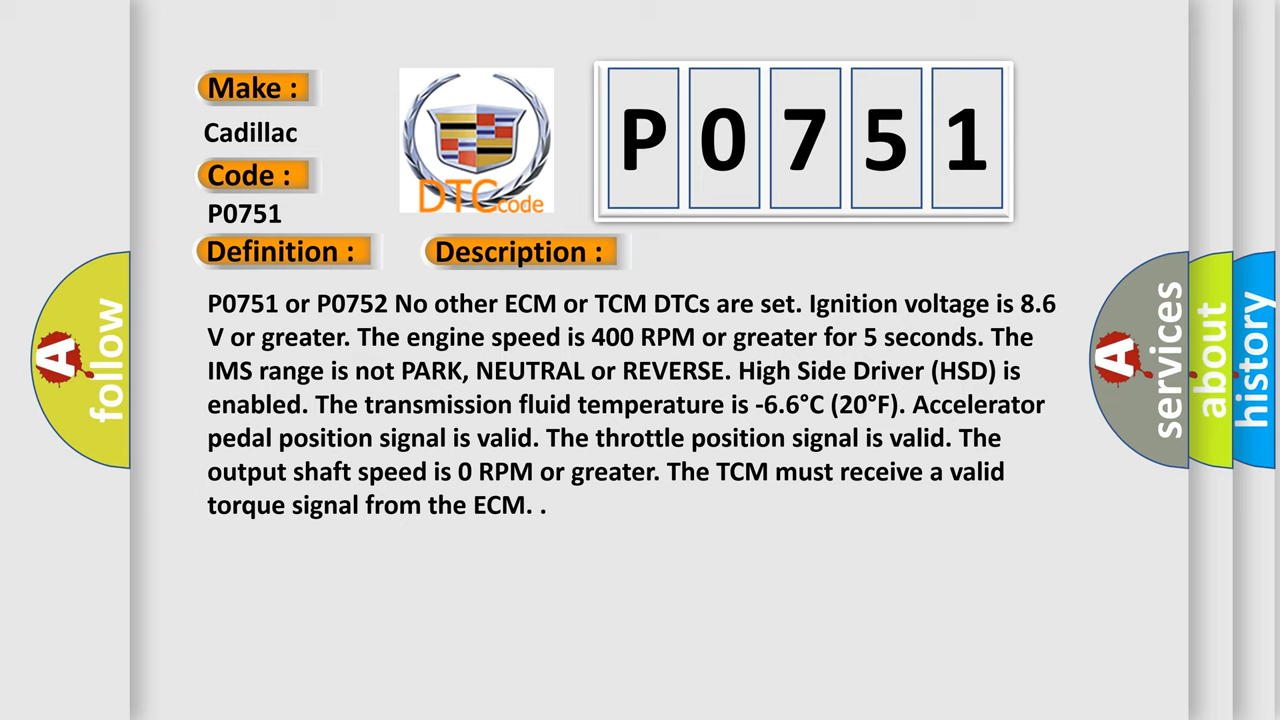 Make :
Cadillac
Code :
P0751
Definition :
Description :
DTCcode
P0751
P0751 or P0752 No other ECM or TCM DTCs are set. Ignition voltage is 8.6
V or greater. The engine speed is 400 RPM or greater for 5 seconds. The
IMS range is not PARK, NEUTRAL or REVERSE. High Side Driver (HSD) is
enabled. The transmission fluid temperature is -6.6°C (20°F). Accelerator
pedal position signal is valid. The throttle position signal is valid. The
output shaft speed is 0 RPM or greater. The TCM must receive a valid
torque signal from the ECM. .
A follow
A services
about
history